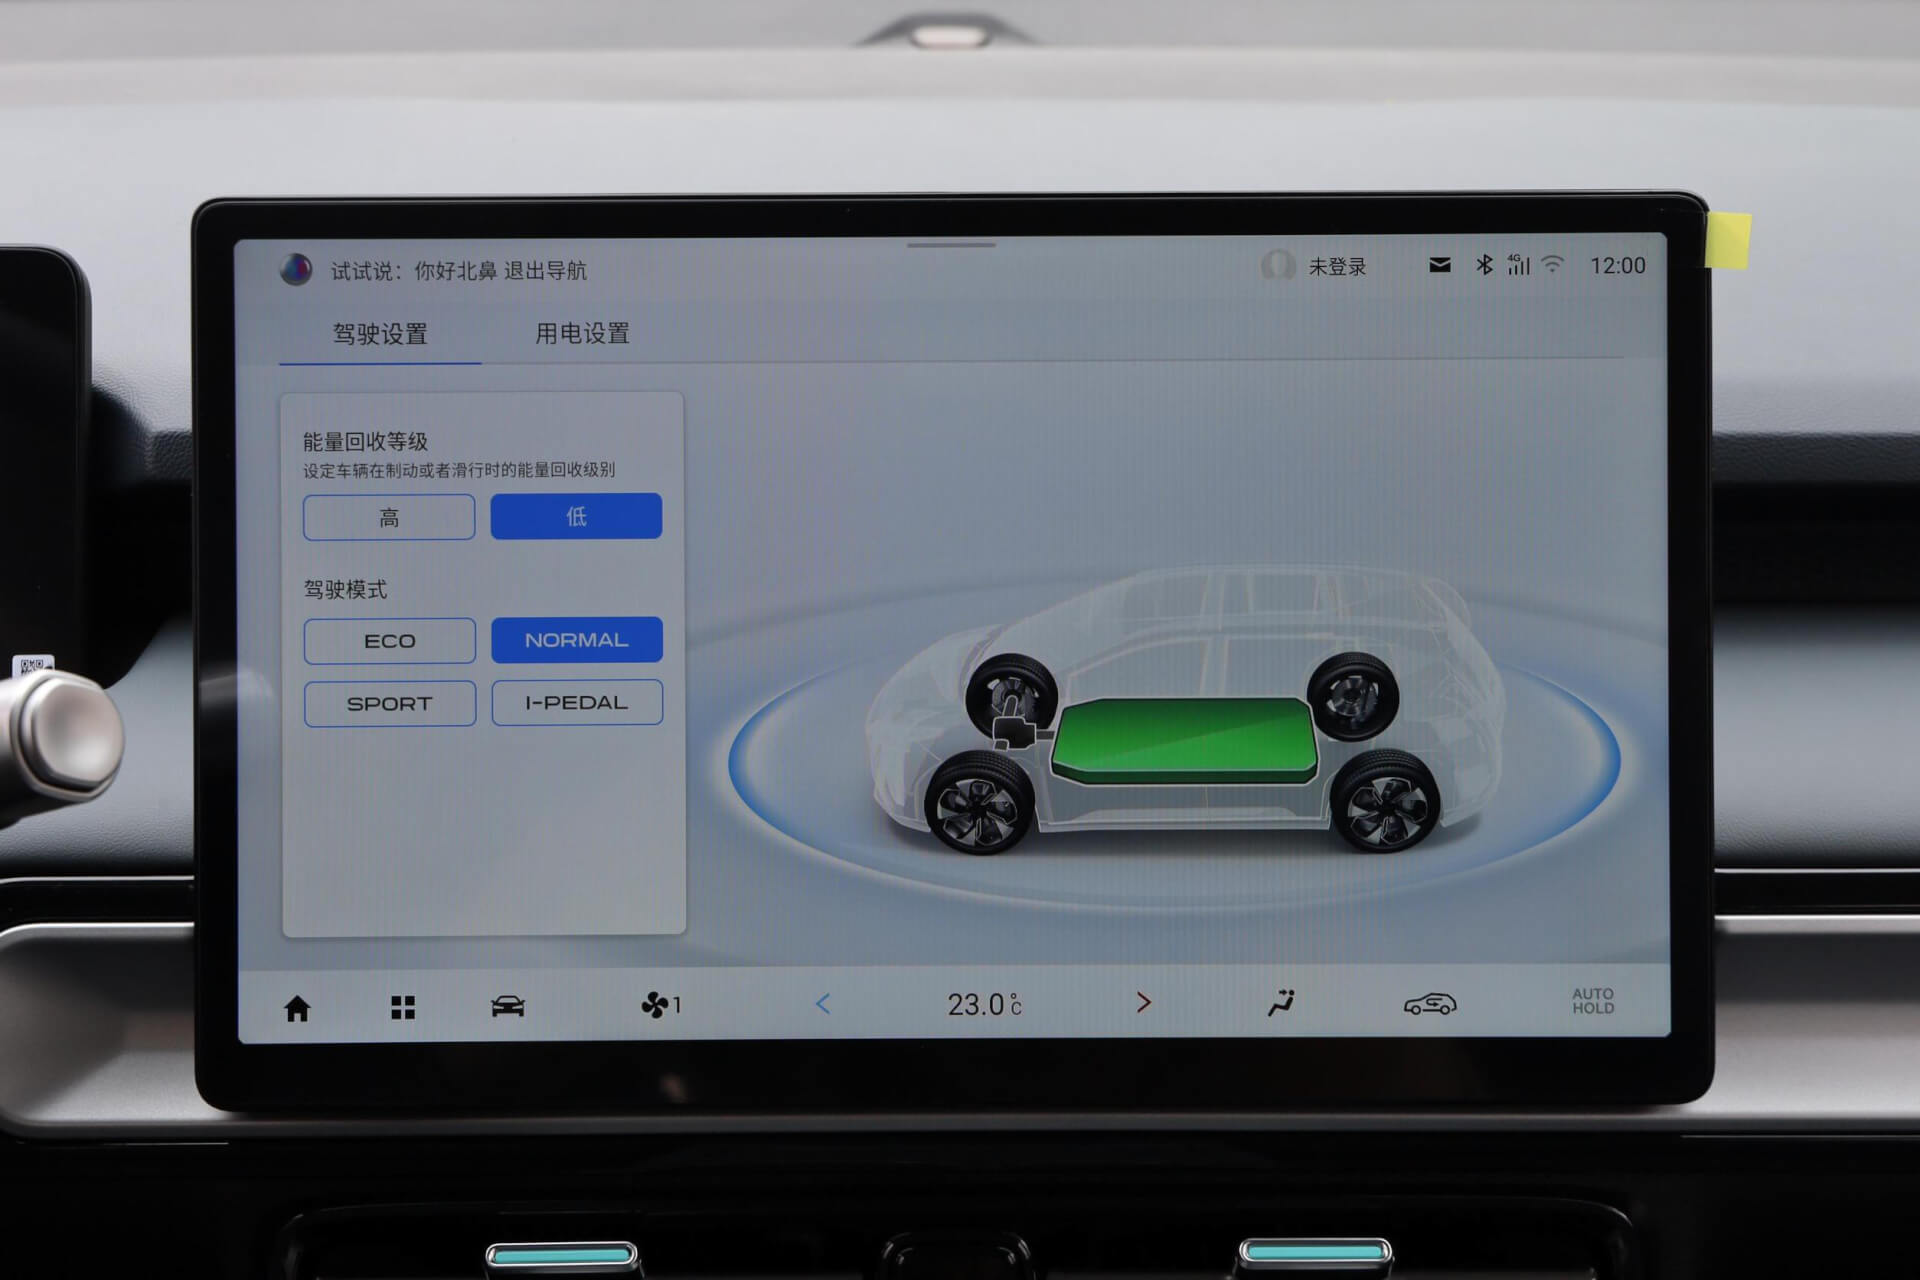 试试说：你好北鼻 退出导航
未登录
4G
12:00
驾驶设置
用电设置
能量回收等级
设定车辆在制动或者滑行时的能量回收级别
高
低
驾驶模式
ECO
NORMAL
SPORT
I-PEDAL
1
23.0℃
AUTO
HOLD